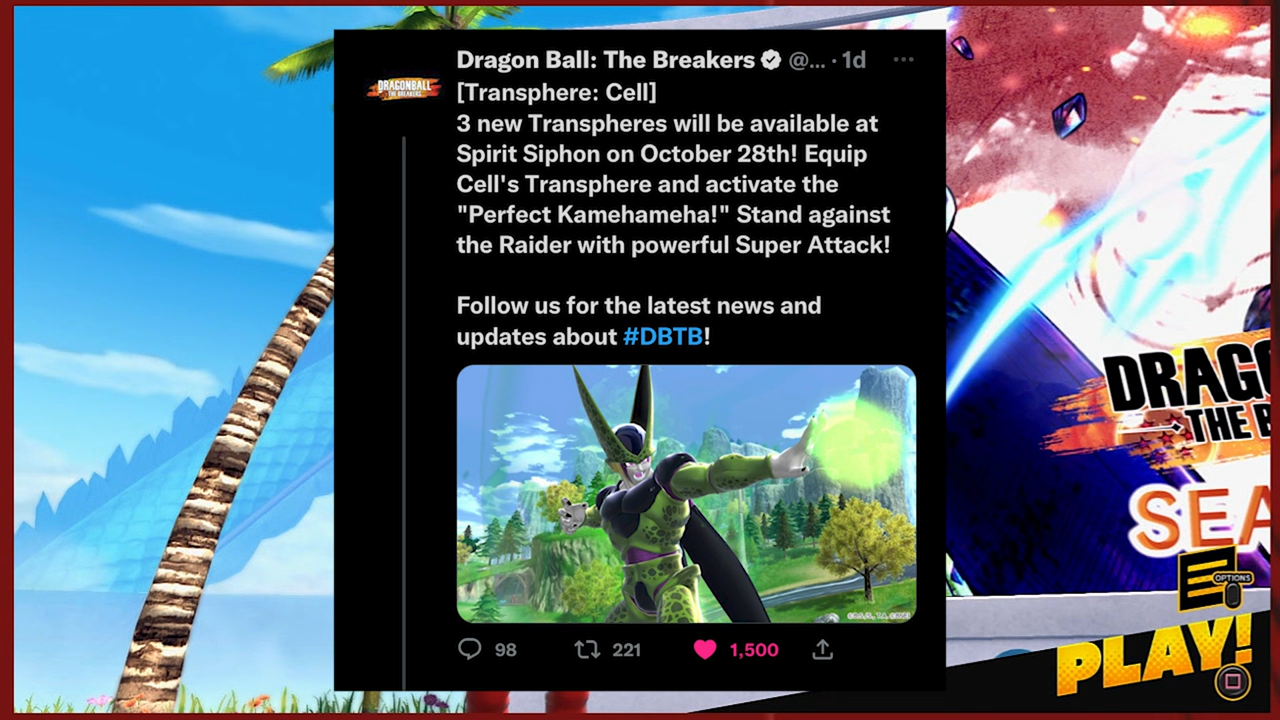 Dragon Ball: The Breakers @... · 1d
DRAGONBALL
THE BREAKERS
[Transphere: Cell]
3 new Transpheres will be available at
Spirit Siphon on October 28th! Equip
Cell's Transphere and activate the
"Perfect Kamehameha!" Stand against
the Raider with powerful Super Attack!
Follow us for the latest news and
updates about #DBTB!
98 221 1,500
DRAG
THE B
SEA
OPTIONS
PLAY!